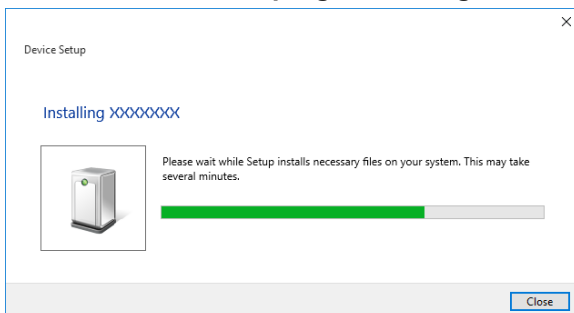 Device Setup
Installing XXXXXXX
Please wait while Setup installs necessary files on your system. This may take
several minutes.
Close